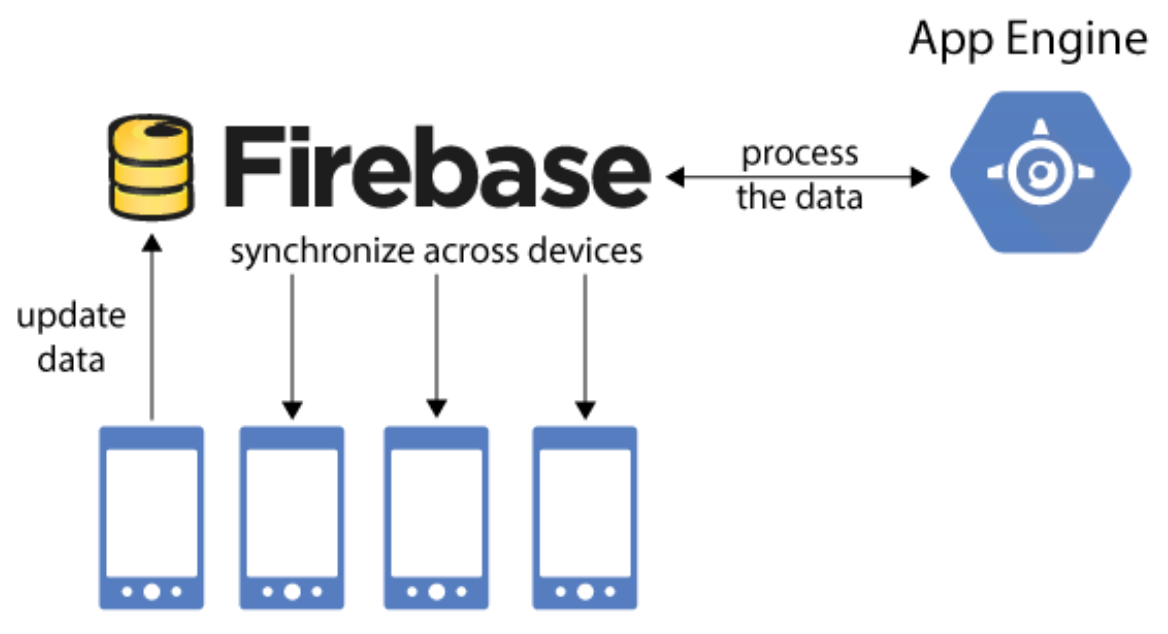 App Engine
Firebase
process
the data
synchronize across devices
update
data